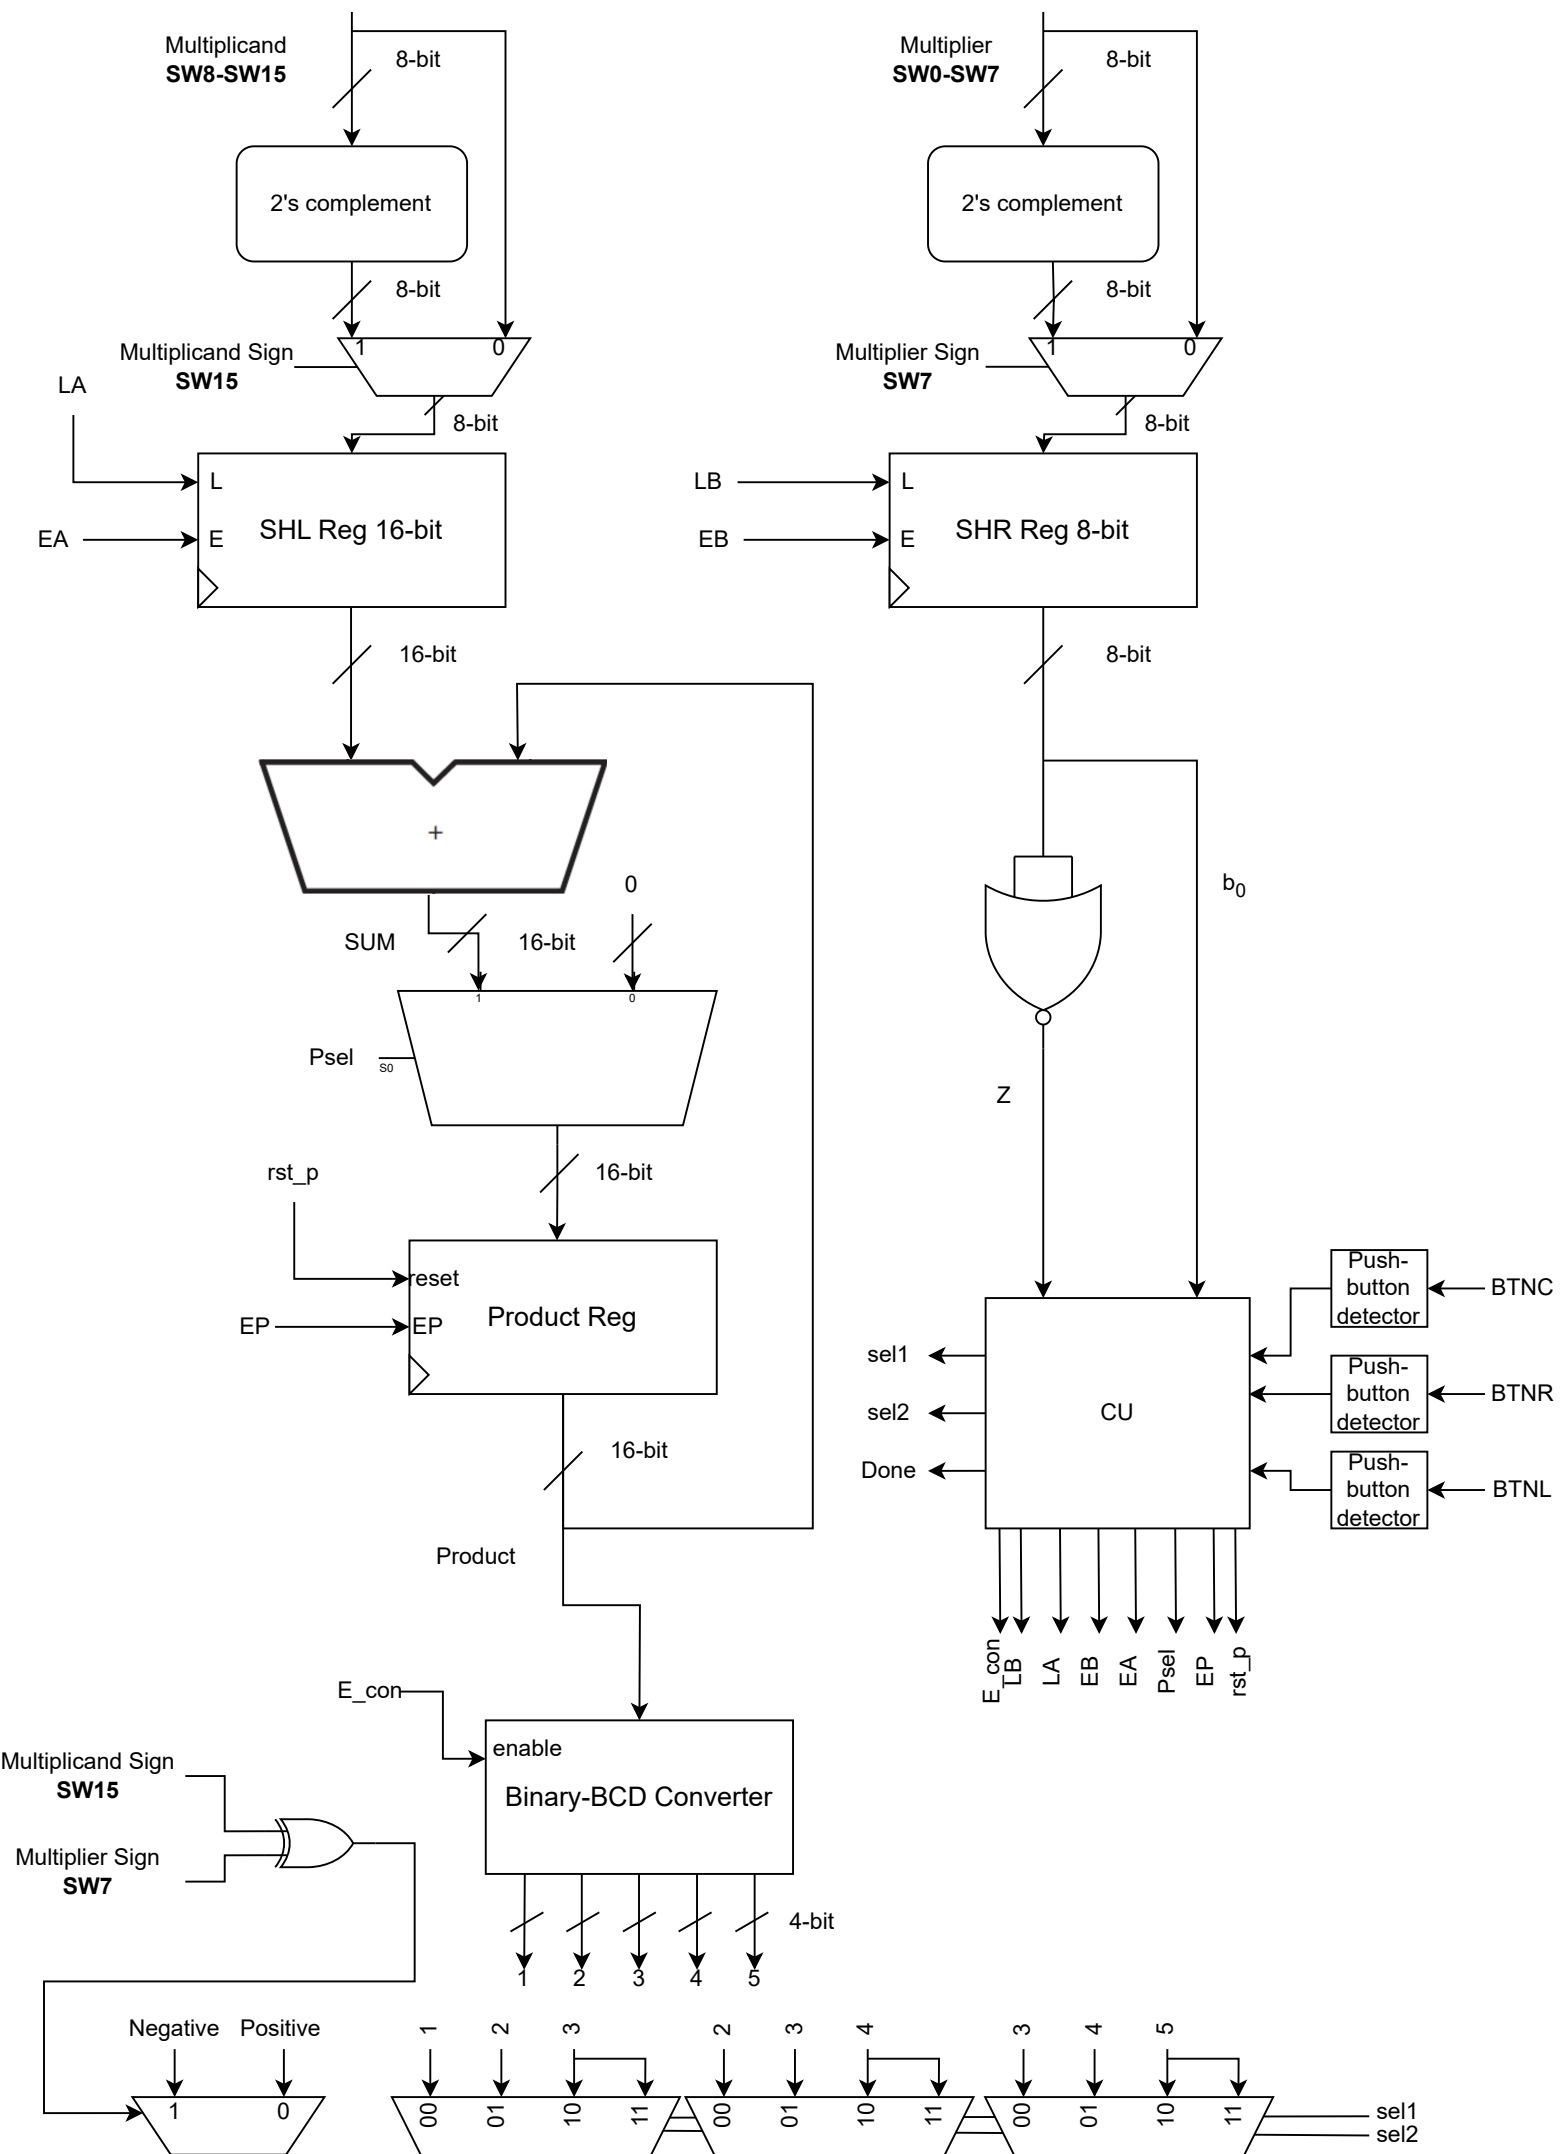 Multiplicand
SW8-SW15
8-bit
Multiplier
SW0-SW7
8-bit
2's complement
2's complement
8-bit
8-bit
1
0
1
0
Multiplicand Sign
SW15
Multiplier Sign
SW7
LA
8-bit
8-bit
L
LB
L
EA
E
SHL Reg 16-bit
EB
E
SHR Reg 8-bit
16-bit
8-bit
+
0
b0
SUM
16-bit
1
0
Psel
S0
Z
rst_p
16-bit
reset
EP
EP
Product Reg
Push-
button
detector
BTNC
sel1
Push-
button
detector
BTNR
sel2
CU
Done
Push-
button
detector
BTNL
16-bit
Product
E_con
LB
LA
EB
EA
Psel
EP
rst_p
E_con
enable
Binary-BCD Converter
Multiplicand Sign
SW15
Multiplier Sign
SW7
4-bit
1
2
3
4
5
Negative
Positive
1
2
3
2
3
4
3
4
5
1
0
00
01
10
11
00
01
10
11
00
01
10
11
sel1
sel2